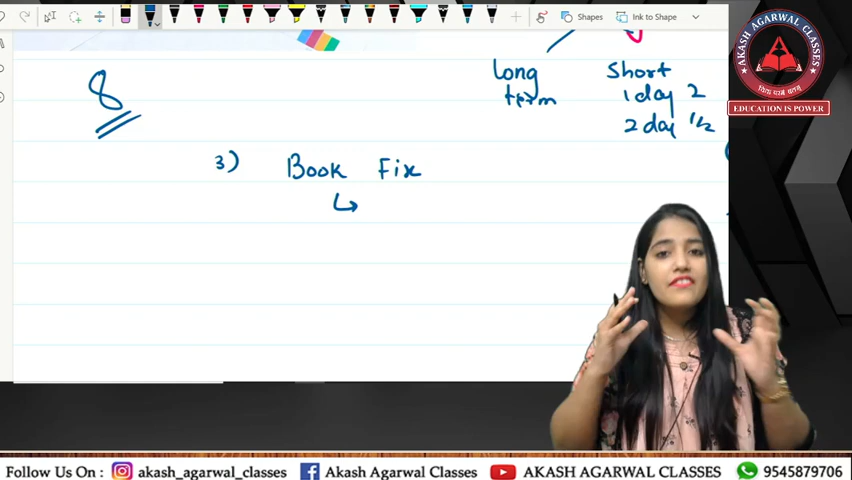 Shapes
Ink to Shape
AKASH AGARWAL CLASSES
EDUCATION IS POWER
long
term
Short
1 day 2
2 day 1/2
8
3) Book Fix
Follow Us On : akash_agarwal_classes Akash Agarwal Classes AKASH AGARWAL CLASSES 9545879706